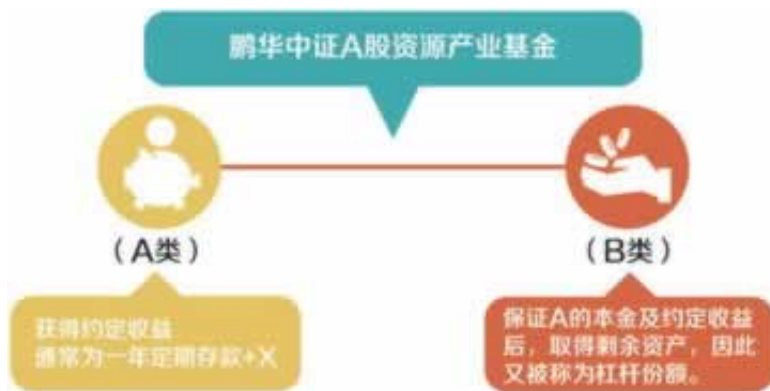 鹏华中证A股资源产业基金
（A类）
（B类）
获得约定收益
通常为一年定期存款+X
保证A的本金及约定收益
后，取得剩余资产，因此
又被称为杠杆份额。